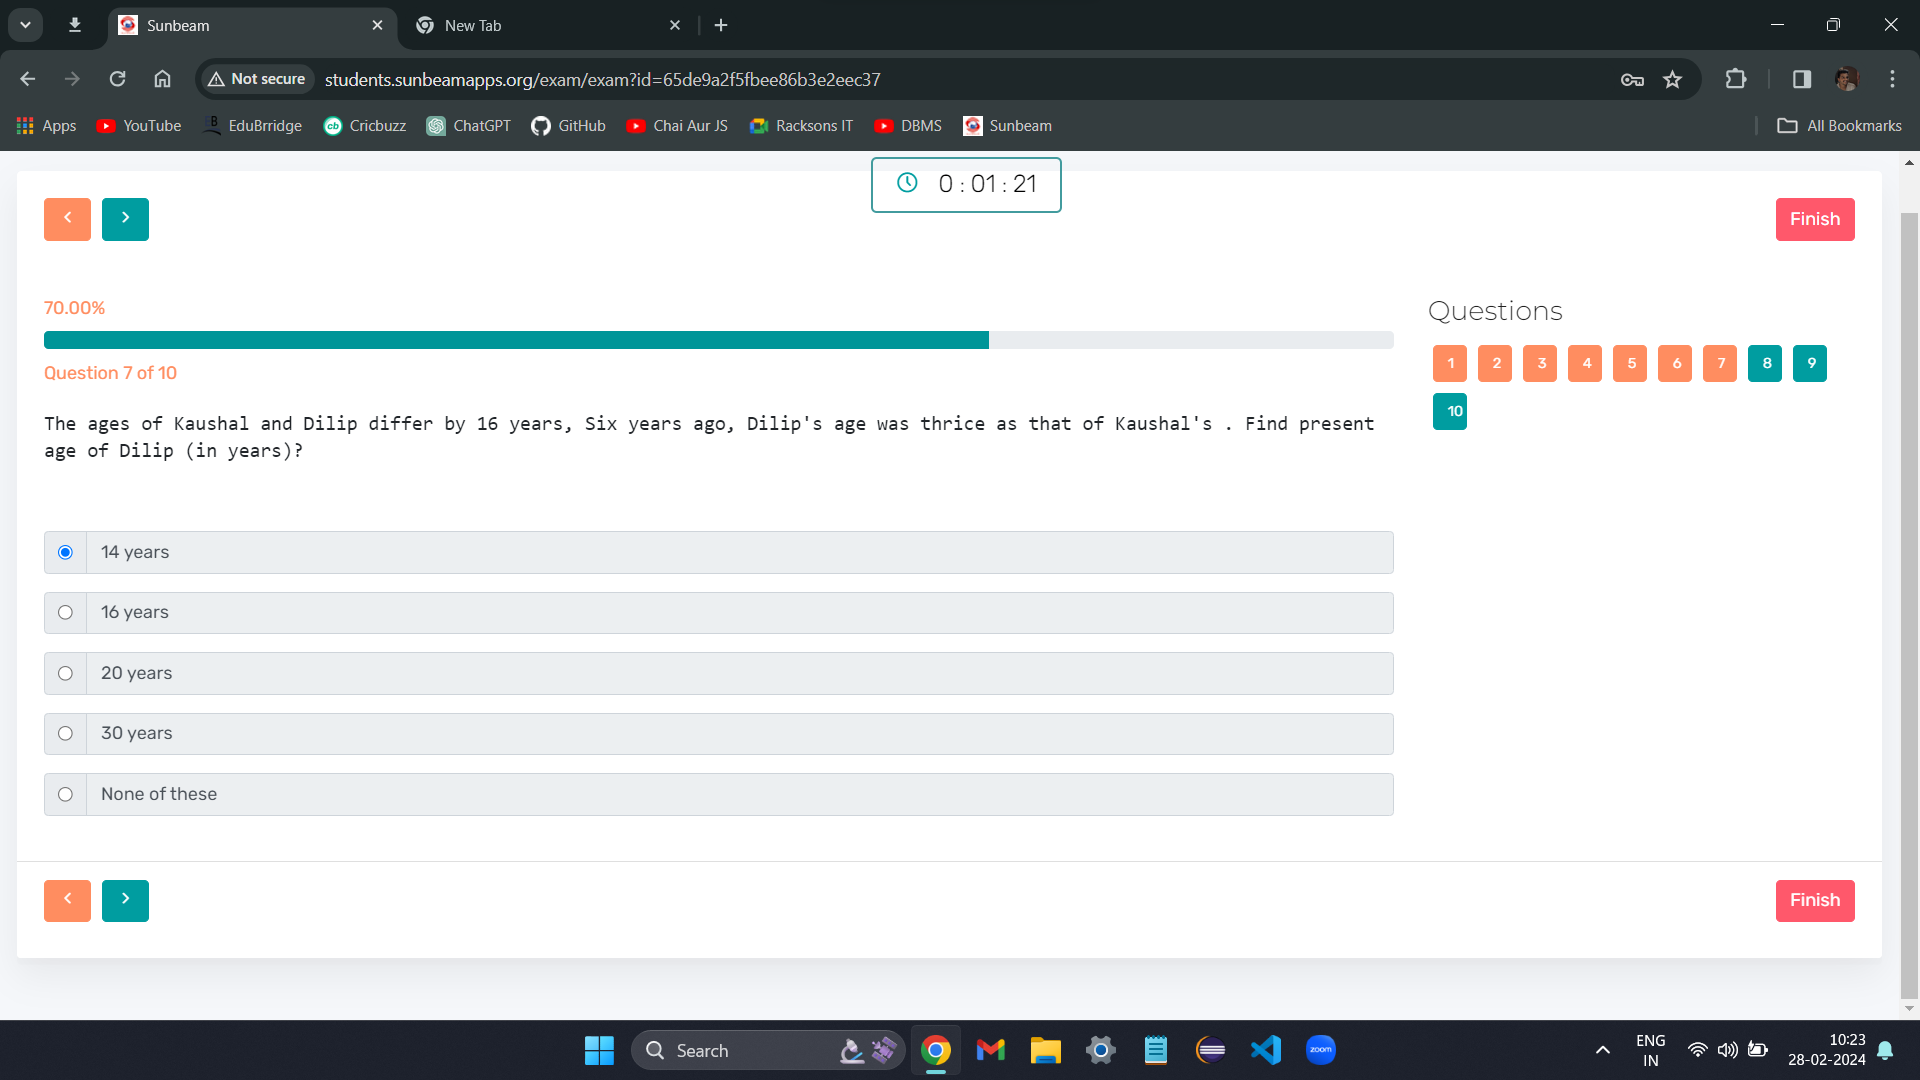 Sunbeam
New Tab
Not secure
students.sunbeamapps.org/exam/exam?id=65de9a2f5fbee86b3e2eec37
Apps
YouTube
B
EduBrridge
cb
Cricbuzz
ChatGPT
GitHub
Chai Aur JS
Racksons IT
DBMS
Sunbeam
All Bookmarks
0 : 01 : 21
Finish
70.00%
Question 7 of 10
The ages of Kaushal and Dilip differ by 16 years, Six years ago, Dilip's age was thrice as that of Kaushal's . Find present
age of Dilip (in years)?
14 years
16 years
20 years
30 years
None of these
Questions
1 2 3 4 5 6 7 8 9
10
Finish
Search
zoom
ENG
IN
10:23
28-02-2024